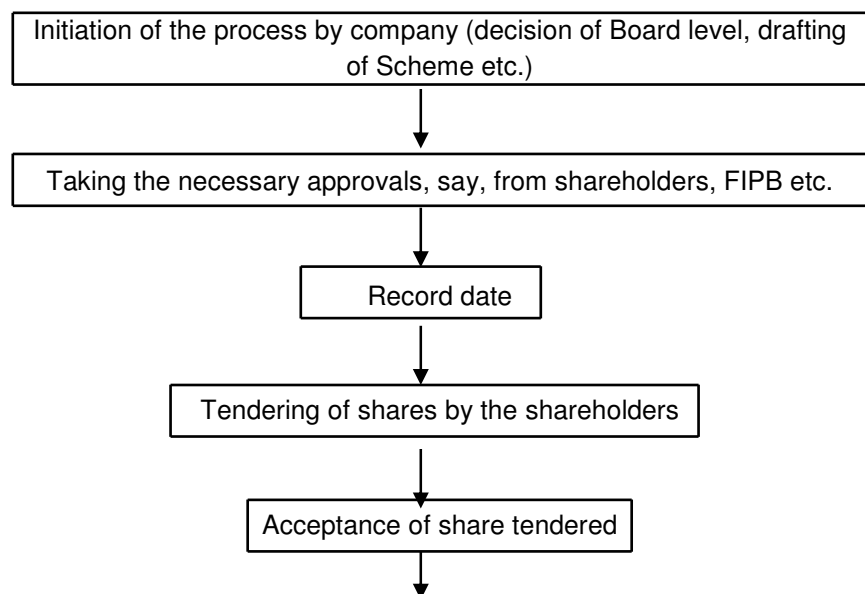 Initiation of the process by company (decision of Board level, drafting
of Scheme etc.)
Taking the necessary approvals, say, from shareholders, FIPB etc.
Record date
Tendering of shares by the shareholders
Acceptance of share tendered